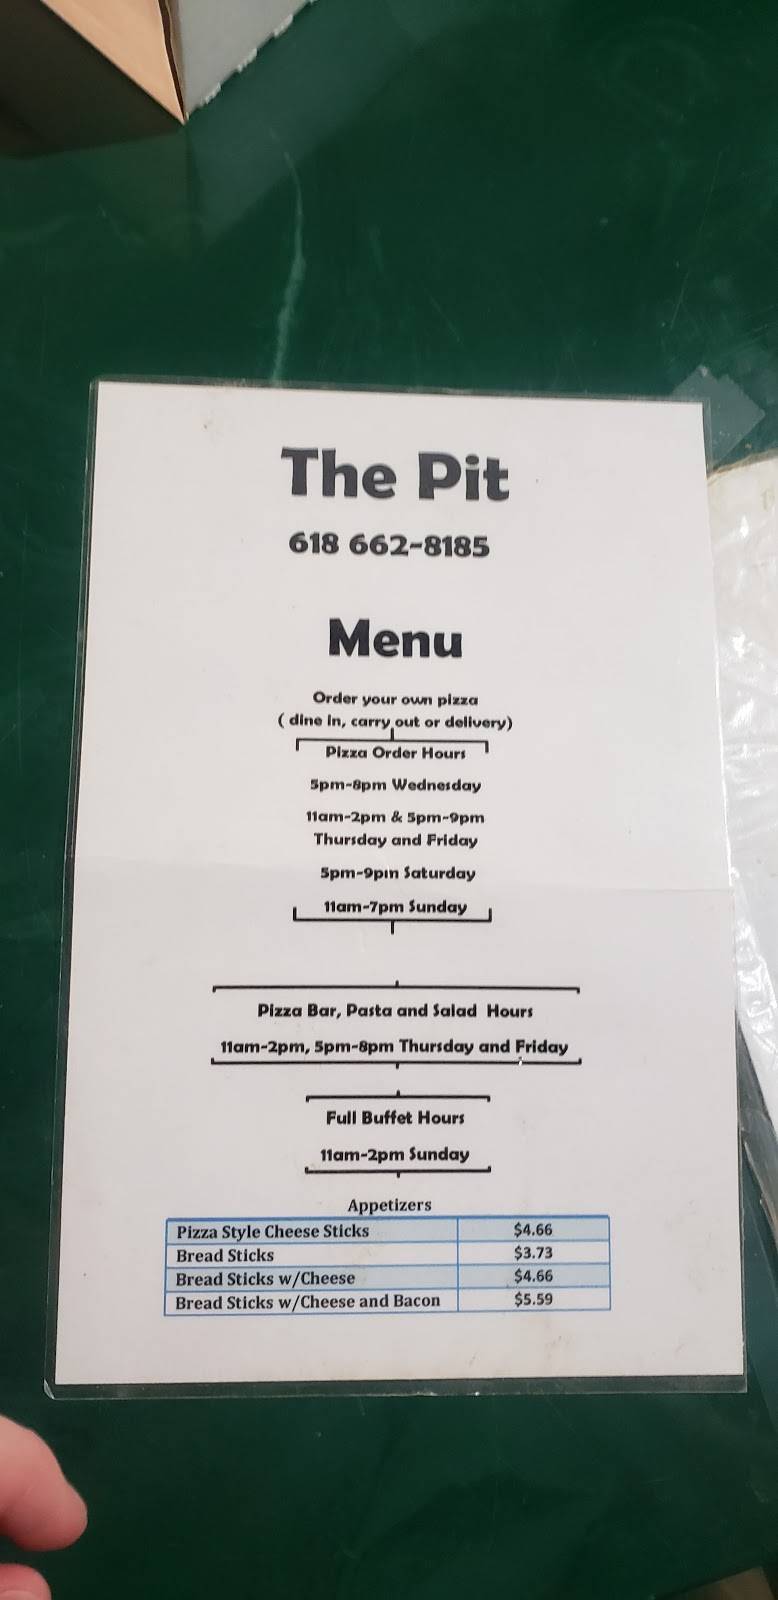 The Pit
618 662-8185
Menu
Order your own pizza
( dine in, carry out or delivery)
Pizza Order Hours
5pm-8pm Wednesday
11am-2pm & 5pm-9pm
Thursday and Friday
5pm-9pm Saturday
11am-7pm Sunday
Pizza Bar, Pasta and Salad Hours
11am-2pm, 5pm-8pm Thursday and Friday
Full Buffet Hours
11am-2pm Sunday
Appetizers
Pizza Style Cheese Sticks $4.66
Bread Sticks $3.73
Bread Sticks w/Cheese $4.66
Bread Sticks w/Cheese and Bacon $5.59